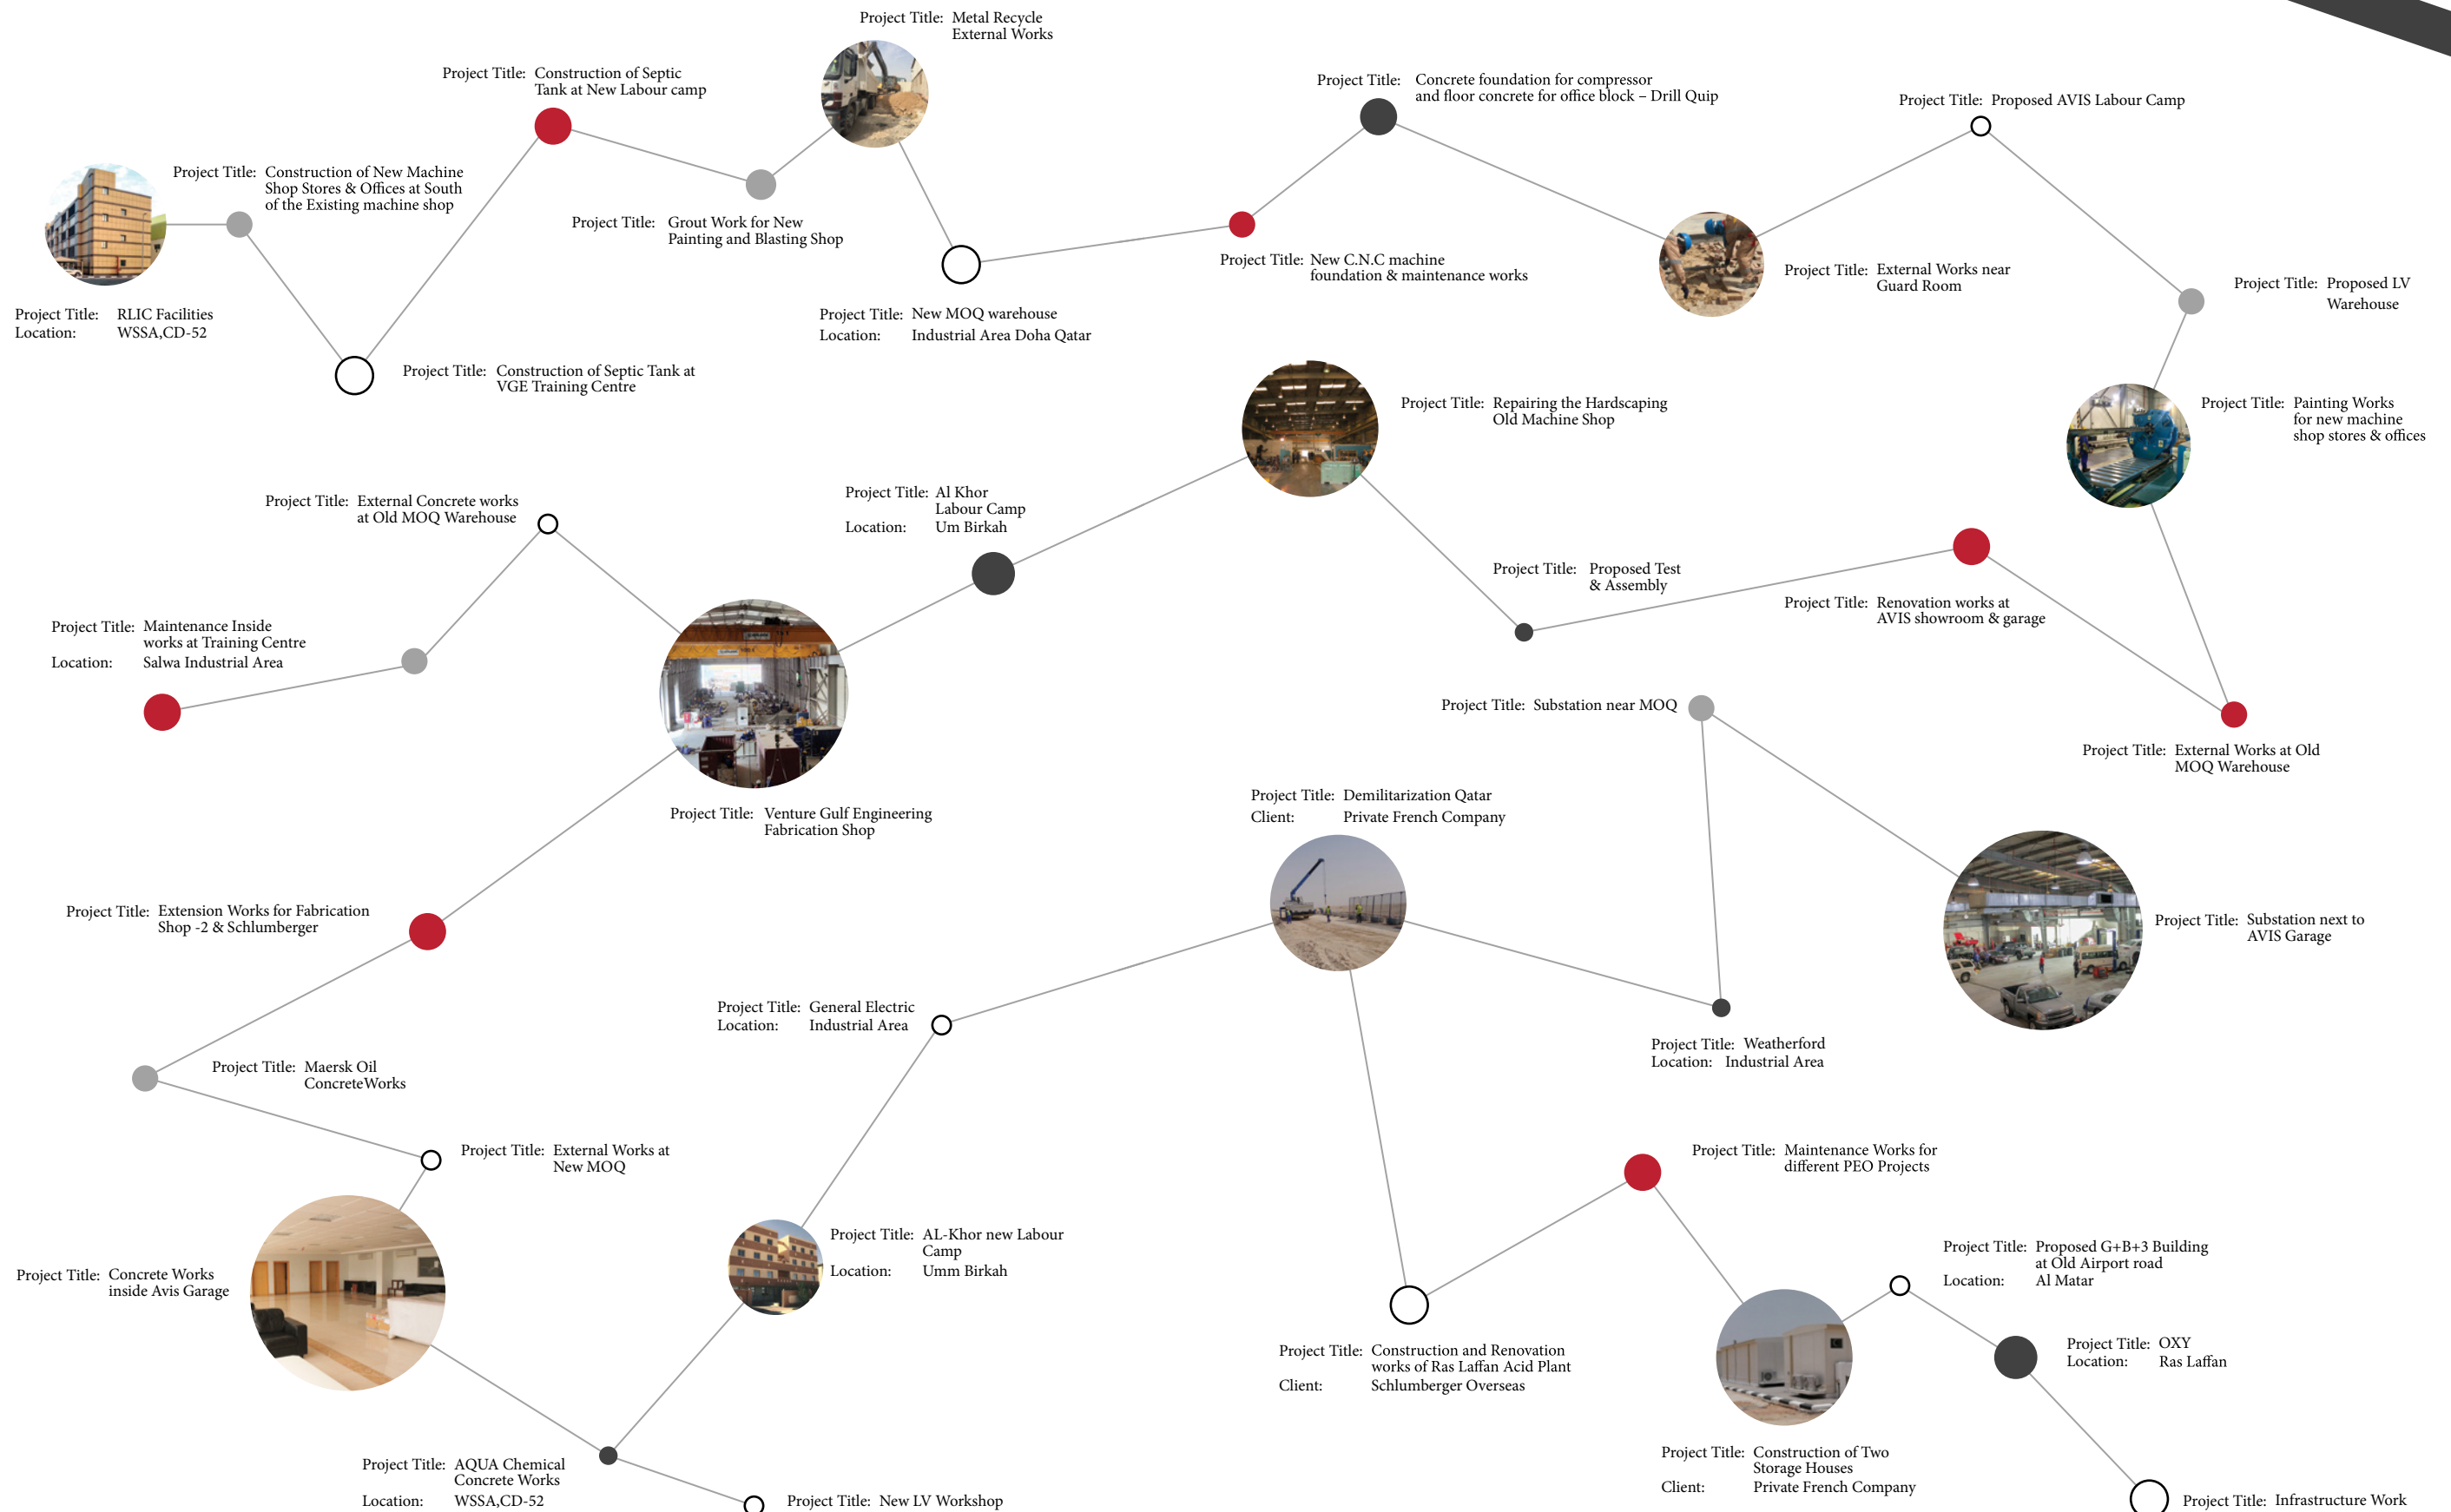 Project Title: Metal Recycle
External Works
Project Title: Construction of Septic
Tank at New Labour camp
Project Title: Concrete foundation for compressor
and floor concrete for office block – Drill Quip
Project Title: Proposed AVIS Labour Camp
Project Title: Construction of New Machine
Shop Stores & Offices at South
of the Existing machine shop
Project Title: Grout Work for New
Painting and Blasting Shop
Project Title: New C.N.C machine
foundation & maintenance works
Project Title: External Works near
Guard Room
Project Title: Proposed LV
Warehouse
Project Title: RLIC Facilities
Location: WSSA,CD-52
Project Title: New MOQ warehouse
Location: Industrial Area Doha Qatar
Project Title: Construction of Septic Tank at
VGE Training Centre
Project Title: Repairing the Hardscaping
Old Machine Shop
Project Title: Painting Works
for new machine
shop stores & offices
Project Title: External Concrete works
at Old MOQ Warehouse
Project Title: Al Khor
Labour Camp
Location: Um Birkah
Project Title: Proposed Test
& Assembly
Project Title: Renovation works at
AVIS showroom & garage
Project Title: Maintenance Inside
works at Training Centre
Location: Salwa Industrial Area
Project Title: Substation near MOQ
Project Title: External Works at Old
MOQ Warehouse
Project Title: Venture Gulf Engineering
Fabrication Shop
Project Title: Demilitarization Qatar
Client: Private French Company
Project Title: Extension Works for Fabrication
Shop -2 & Schlumberger
Project Title: Substation next to
AVIS Garage
Project Title: General Electric
Location: Industrial Area
Project Title: Weatherford
Location: Industrial Area
Project Title: Maersk Oil
ConcreteWorks
Project Title: External Works at
New MOQ
Project Title: Maintenance Works for
different PEO Projects
Project Title: AL-Khor new Labour
Camp
Location: Umm Birkah
Project Title: Proposed G+B+3 Building
at Old Airport road
Location: Al Matar
Project Title: Concrete Works
inside Avis Garage
Project Title: Construction and Renovation
works of Ras Laffan Acid Plant
Client: Schlumberger Overseas
Project Title: OXY
Location: Ras Laffan
Project Title: AQUA Chemical
Concrete Works
Location: WSSA,CD-52
Project Title: Construction of Two
Storage Houses
Client: Private French Company
Project Title: New LV Workshop
Project Title: Infrastructure Work